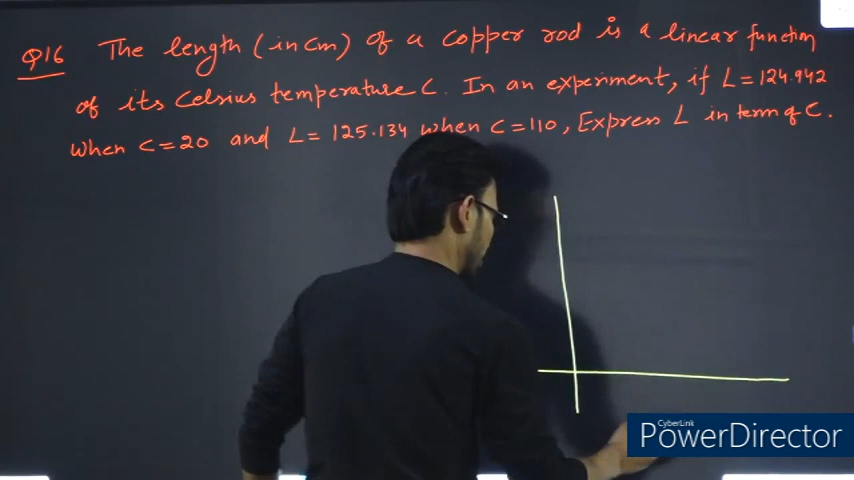 Q16 The length (in cm) of a copper rod is a linear function
of its Celsius temperature C. In an experiment, if L = 124.942
when C = 20 and L = 125.134 when C = 110, Express L in term of C.
CyberLink
PowerDirector